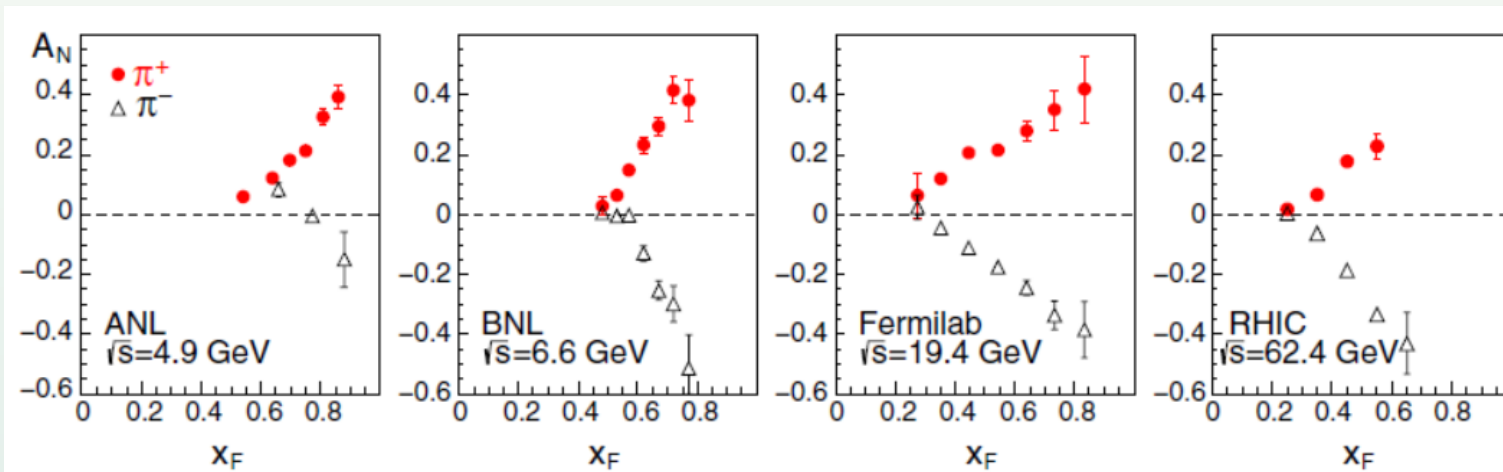 A_N
π⁺
π⁻
0.4
0.2
0
−0.2
−0.4
−0.6
ANL
√s=4.9 GeV
0 0.2 0.4 0.6 0.8
x_F
0.4
0.2
0
−0.2
−0.4
−0.6
BNL
√s=6.6 GeV
0 0.2 0.4 0.6 0.8
x_F
0.4
0.2
0
−0.2
−0.4
−0.6
Fermilab
√s=19.4 GeV
0 0.2 0.4 0.6 0.8
x_F
0.4
0.2
0
−0.2
−0.4
−0.6
RHIC
√s=62.4 GeV
0 0.2 0.4 0.6 0.8
x_F